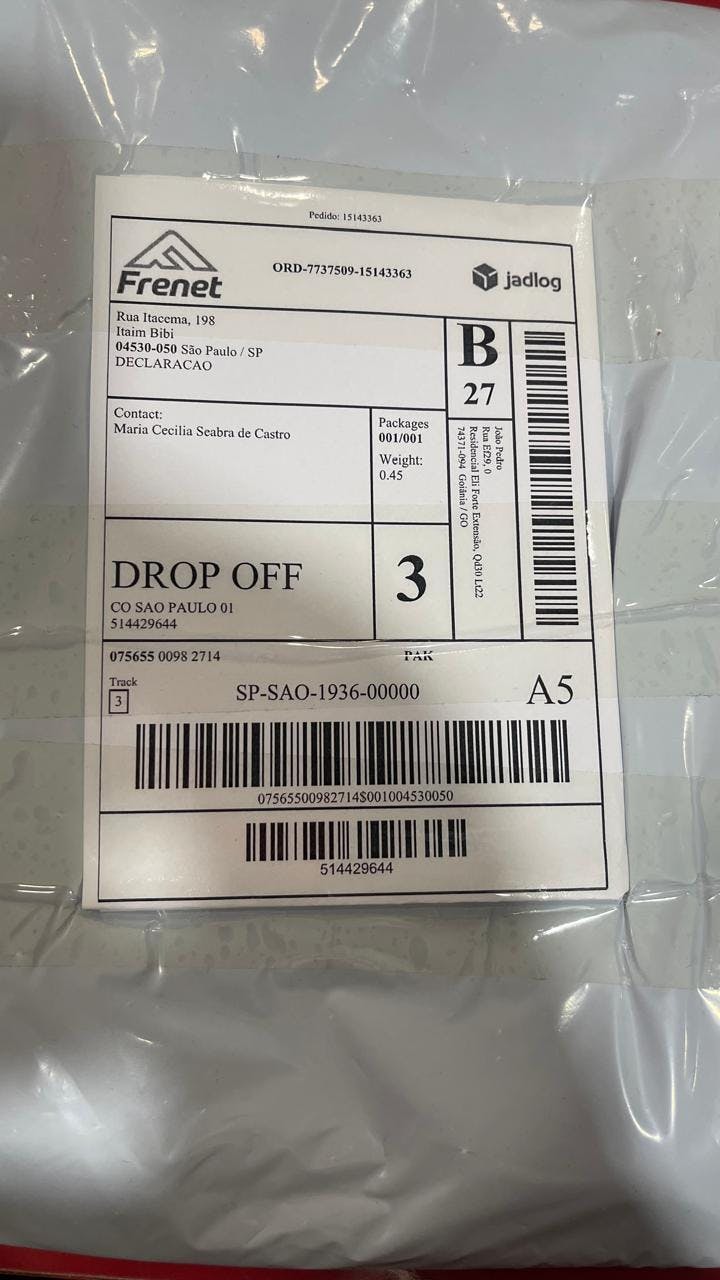 Pedido: 15143363
Frenet
ORD-7737509-15143363
jadlog
Rua Itacema, 198
Itaim Bibi
04530-050 São Paulo / SP
DECLARACAO
B
27
Contact:
Maria Cecilia Seabra de Castro
Packages
001/001
Weight:
0.45
João Pedro
Rua Ef29, 0
Residencial Eli Forte Extensão, Qd30 Lt22
74371-094 Goiânia / GO
DROP OFF
CO SAO PAULO 01
514429644
3
075655 0098 2714
PAK
Track
3
SP-SAO-1936-00000
A5
07565500982714$001004530050
514429644